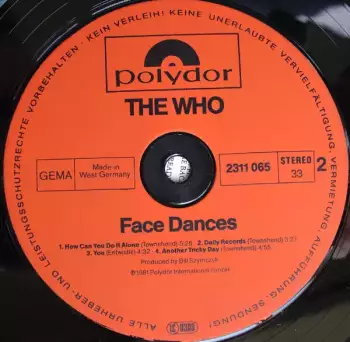 ALLE URHEBER- UND LEISTUNGSSCHUTZRECHTE VORBEHALTEN · KEIN VERLEIH! KEINE UNERLAUBTE VERVIELFÄLTIGUNG, VERMIETUNG, AUFFÜHRUNG, SENDUNG!
polydor
THE WHO
GEMA
Made in
West Germany
2311 065
STEREO
33
2
Face Dances
1. How Can You Do It Alone (Townshend) 5:26 2. Daily Records (Townshend) 3:27
3. You (Entwistle) 4:32 4. Another Tricky Day (Townshend) 4:55
Produced by Bill Szymczyk
℗ 1981 Polydor International GmbH